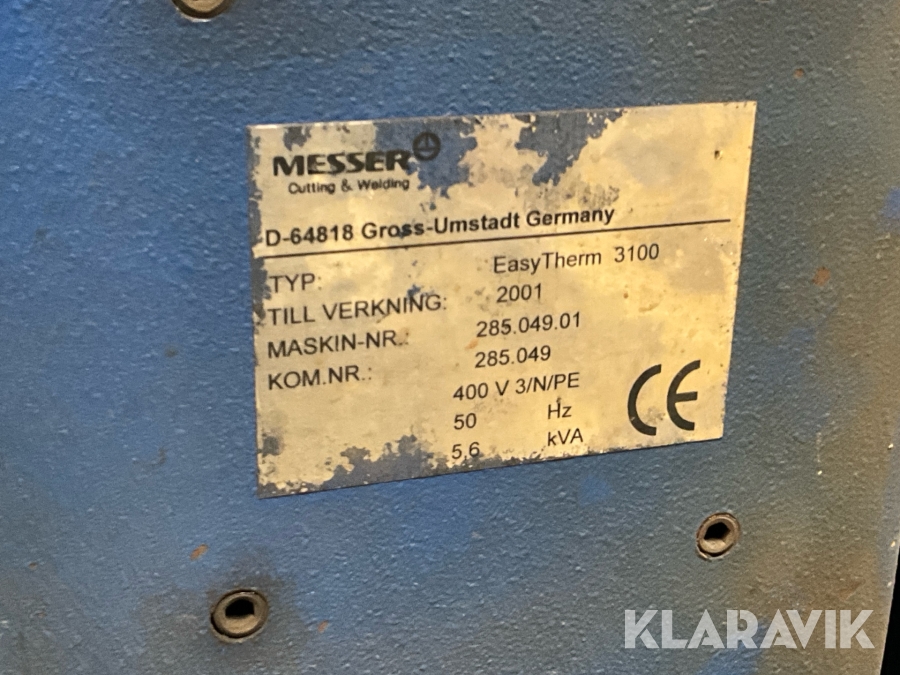 MESSER
Cutting & Welding
D-64818 Gross-Umstadt Germany
TYP: EasyTherm 3100
TILL VERKNING: 2001
MASKIN-NR.: 285.049.01
KOM.NR.: 285.049
400 V 3/N/PE
50 Hz
5,6 kVA
CE
KLARAVIK